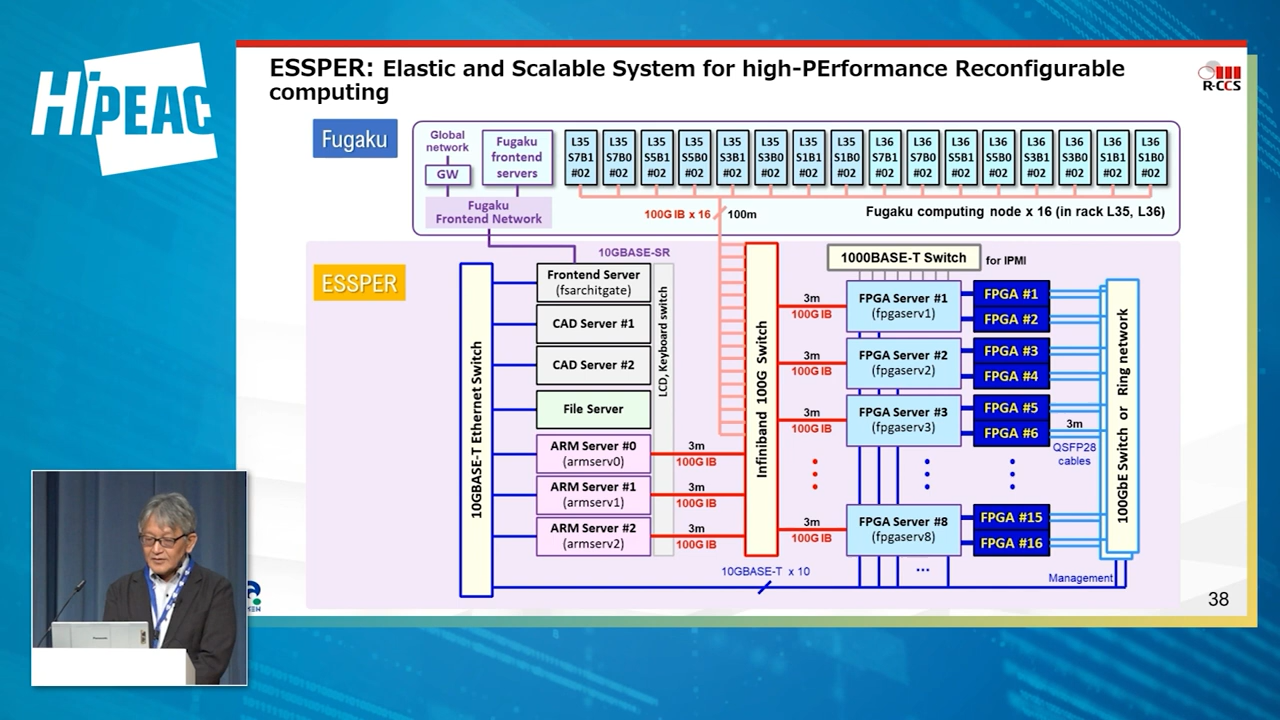 HiPEAC
ESSPER: Elastic and Scalable System for high-PErformance Reconfigurable
computing
R-CCS
Fugaku
Global
network
GW
Fugaku
frontend
servers
Fugaku
Frontend Network
L35
S7B1
#02
L35
S7B0
#02
L35
S5B1
#02
L35
S5B0
#02
L35
S3B1
#02
L35
S3B0
#02
L35
S1B1
#02
L35
S1B0
#02
L36
S7B1
#02
L36
S7B0
#02
L36
S5B1
#02
L36
S5B0
#02
L36
S3B1
#02
L36
S3B0
#02
L36
S1B1
#02
L36
S1B0
#02
100G IB x 16
100m
Fugaku computing node x 16 (in rack L35, L36)
ESSPER
10GBASE-SR
10GBASE-T Ethernet Switch
Frontend Server
(fsarchitgate)
CAD Server #1
CAD Server #2
File Server
ARM Server #0
(armserv0)
ARM Server #1
(armserv1)
ARM Server #2
(armserv2)
LCD, Keyboard switch
3m
100G IB
3m
100G IB
3m
100G IB
Infiniband 100G Switch
1000BASE-T Switch
for IPMI
3m
100G IB
3m
100G IB
3m
100G IB
3m
100G IB
FPGA Server #1
(fpgaserv1)
FPGA Server #2
(fpgaserv2)
FPGA Server #3
(fpgaserv3)
FPGA Server #8
(fpgaserv8)
...
FPGA #1
FPGA #2
FPGA #3
FPGA #4
FPGA #5
FPGA #6
FPGA #15
FPGA #16
3m
QSFP28
cables
100GbE Switch or Ring network
10GBASE-T x 10
Management
38